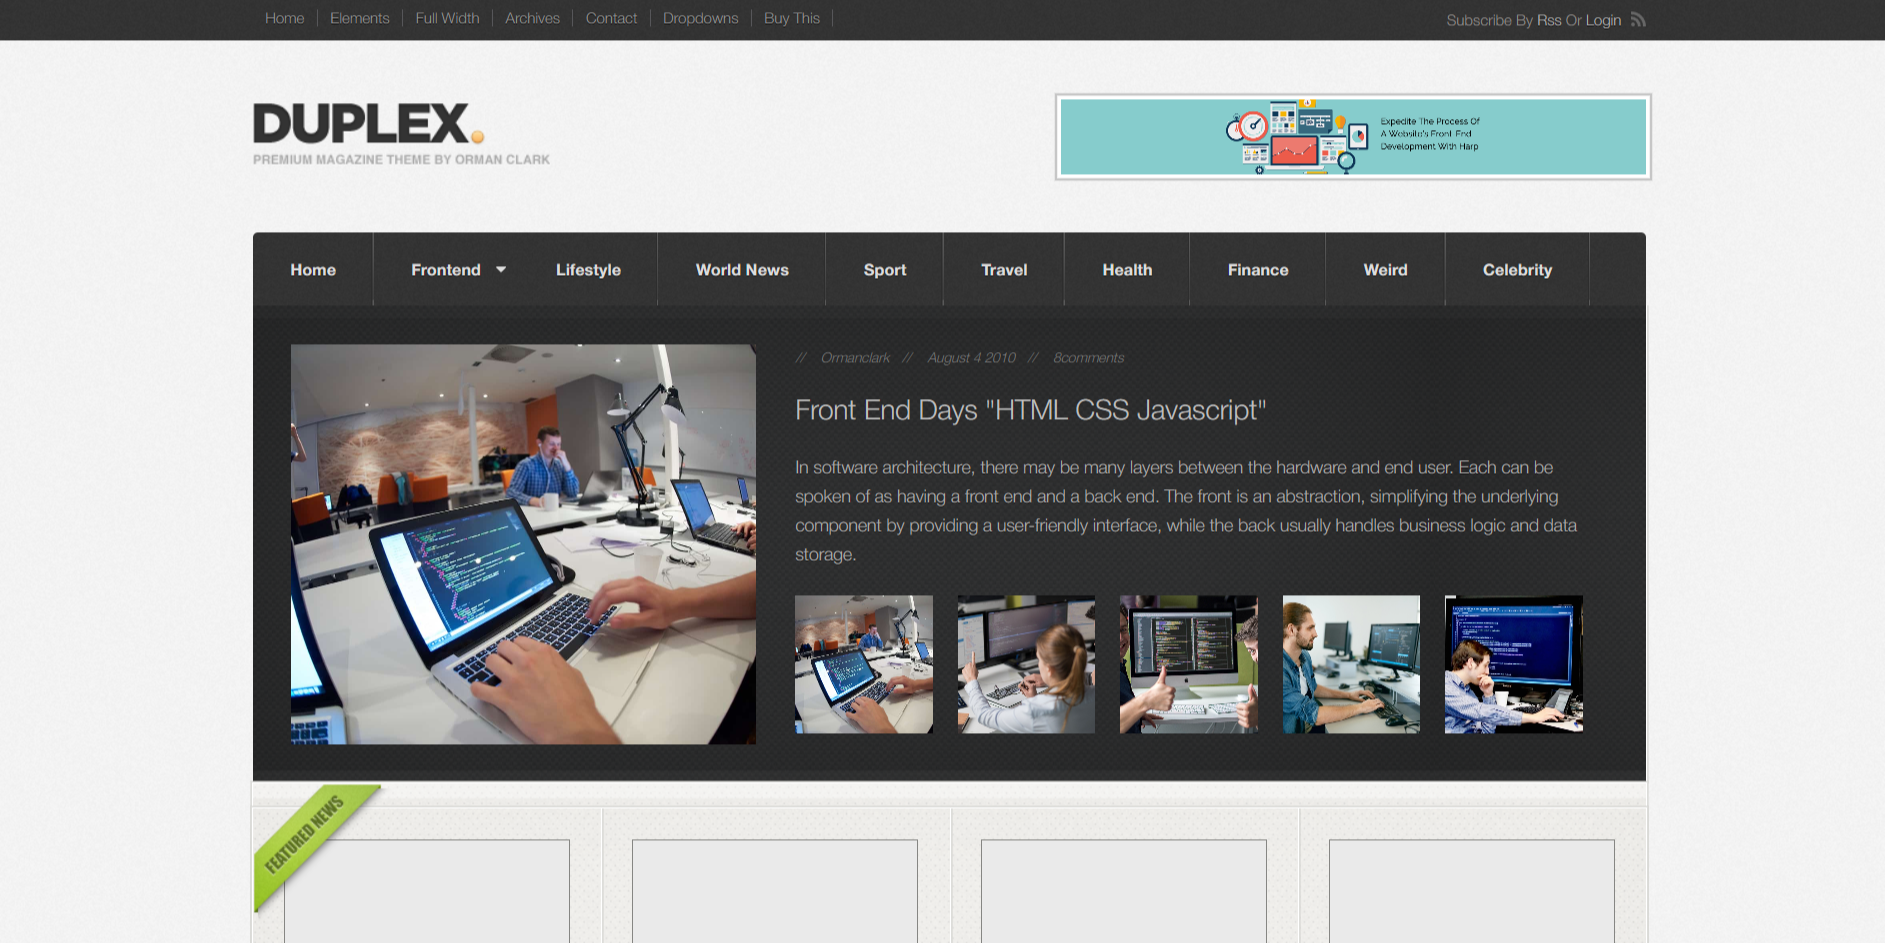 Home Elements Full Width Archives Contact Dropdowns Buy This
Subscribe By Rss Or Login
DUPLEX.
PREMIUM MAGAZINE THEME BY ORMAN CLARK
Expedite The Process Of
A Website's Front-End
Development With Harp
Home Frontend Lifestyle World News Sport Travel Health Finance Weird Celebrity
// Ormanclark // August 4 2010 // 8comments
Front End Days "HTML CSS Javascript"
In software architecture, there may be many layers between the hardware and end user. Each can be
spoken of as having a front end and a back end. The front is an abstraction, simplifying the underlying
component by providing a user-friendly interface, while the back usually handles business logic and data
storage.
FEATURED NEWS